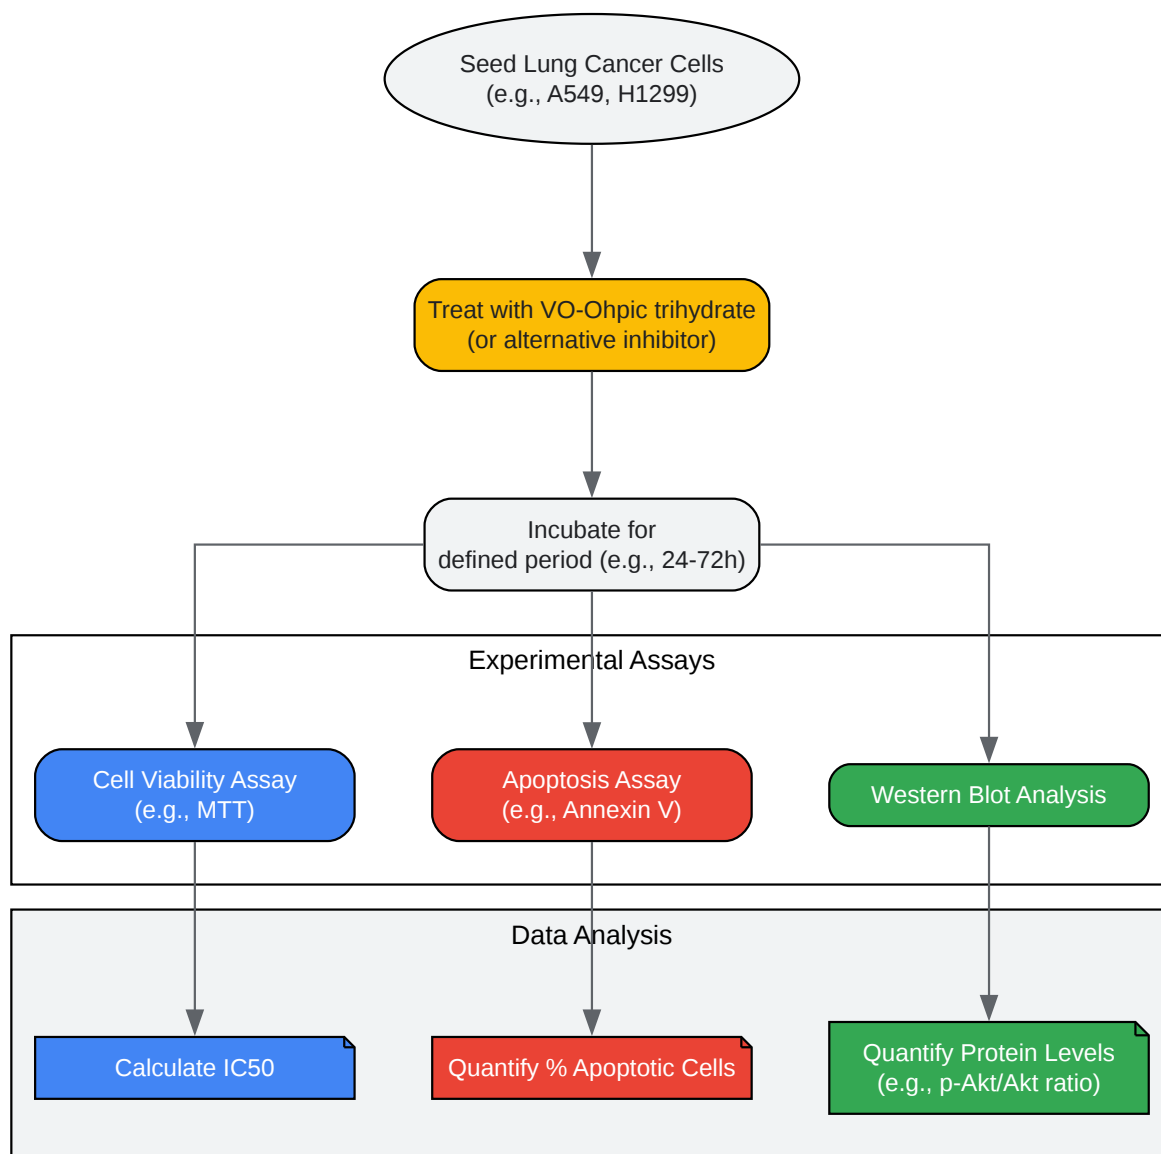 Seed Lung Cancer Cells
(e.g., A549, H1299)
Treat with VO-Ohpic trihydrate
(or alternative inhibitor)
Incubate for
defined period (e.g., 24-72h)
Experimental Assays
Cell Viability Assay
(e.g., MTT)
Apoptosis Assay
(e.g., Annexin V)
Western Blot Analysis
Data Analysis
Calculate IC50
Quantify % Apoptotic Cells
Quantify Protein Levels
(e.g., p-Akt/Akt ratio)